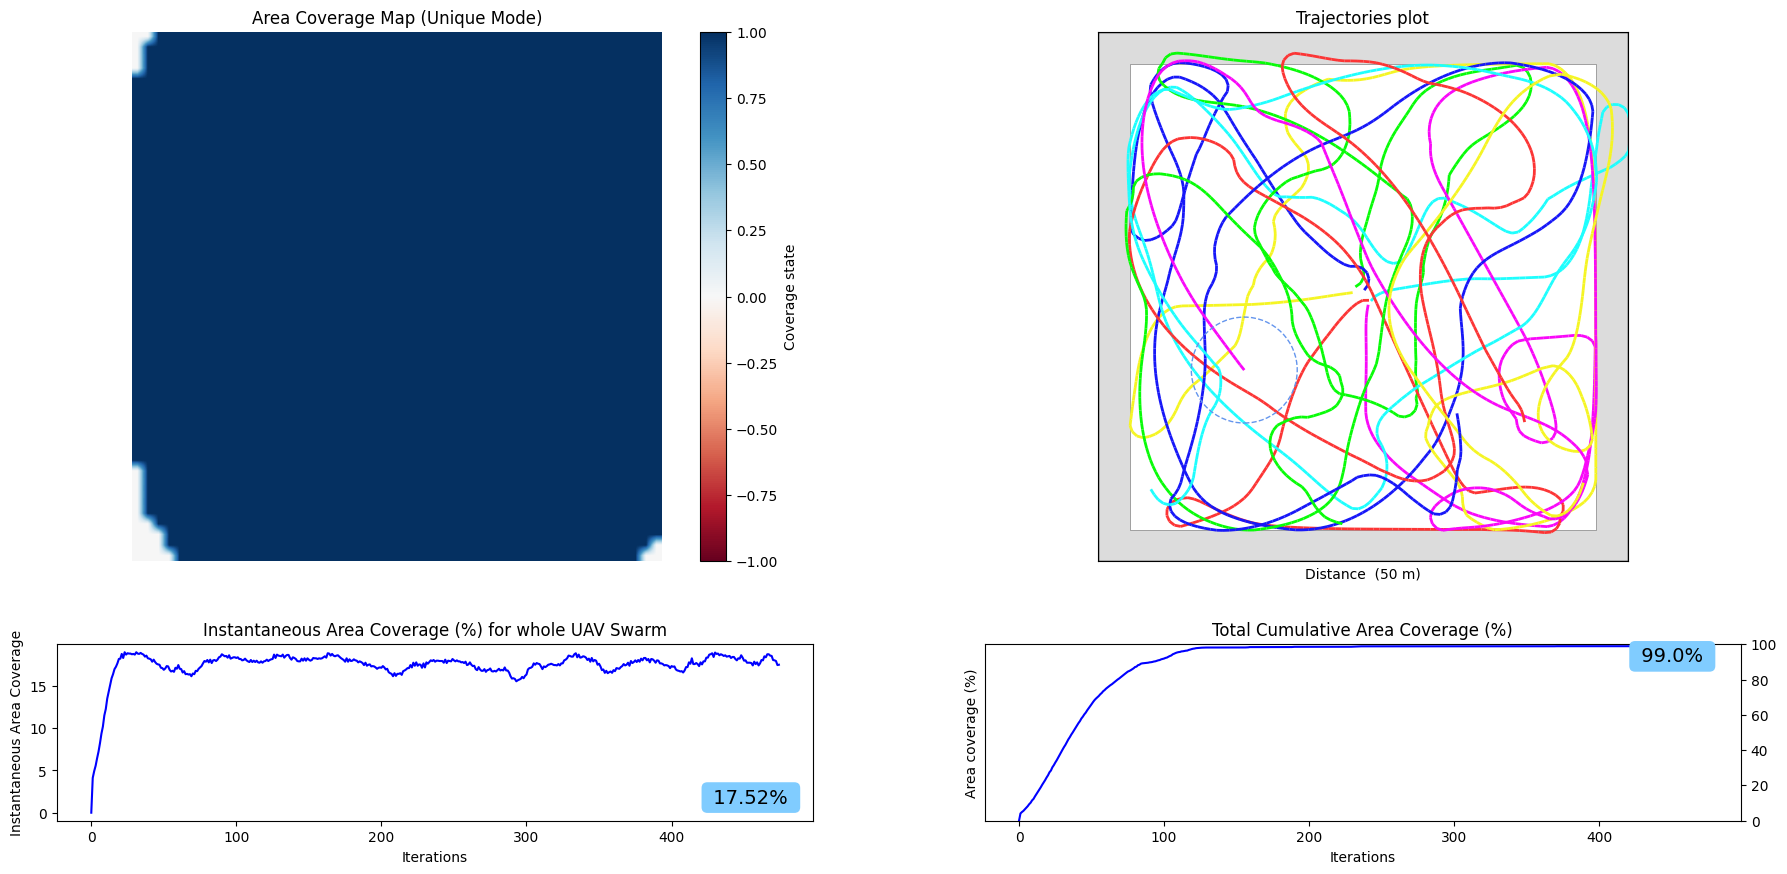 Area Coverage Map (Unique Mode)
1.00
0.75
0.50
0.25
0.00
−0.25
−0.50
−0.75
−1.00
Coverage state
Trajectories plot
Distance  (50 m)
Instantaneous Area Coverage (%) for whole UAV Swarm
Instantaneous Area Coverage
15
10
5
0
17.52%
0 100 200 300 400
Iterations
Total Cumulative Area Coverage (%)
Area coverage (%)
99.0%
100
80
60
40
20
0
0 100 200 300 400
Iterations